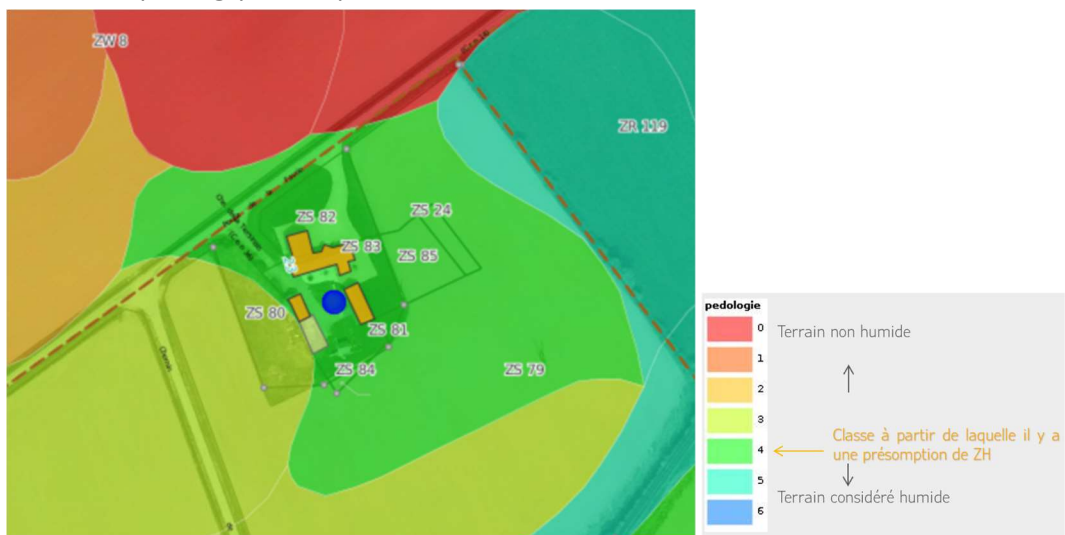 ZW 8
ZR 119
ZS 82
ZS 24
ZS 83
ZS 85
ZS 80
ZS 81
ZS 84
ZS 79
Chemin
pedologie
0 Terrain non humide
1
2
3
Classe à partir de laquelle il y a
4 une présomption de ZH
5
Terrain considéré humide
6